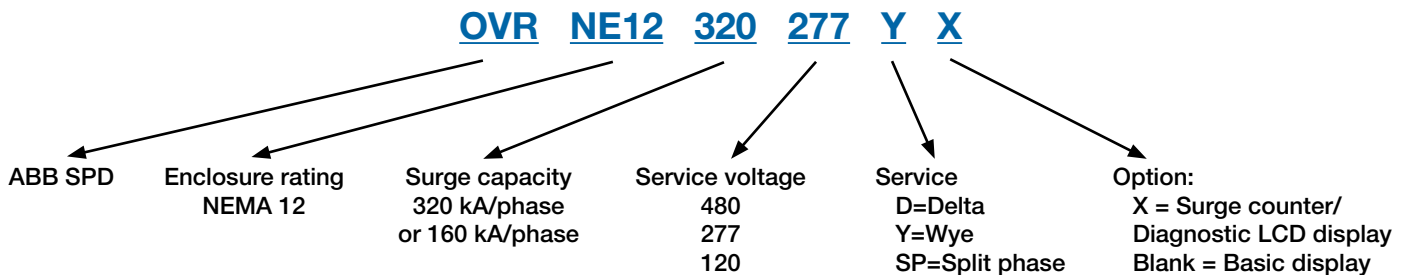 OVR NE12 320 277 Y X
ABB SPD
Enclosure rating
NEMA 12
Surge capacity
320 kA/phase
or 160 kA/phase
Service voltage
480
277
120
Service
D=Delta
Y=Wye
SP=Split phase
Option:
X = Surge counter/
Diagnostic LCD display
Blank = Basic display